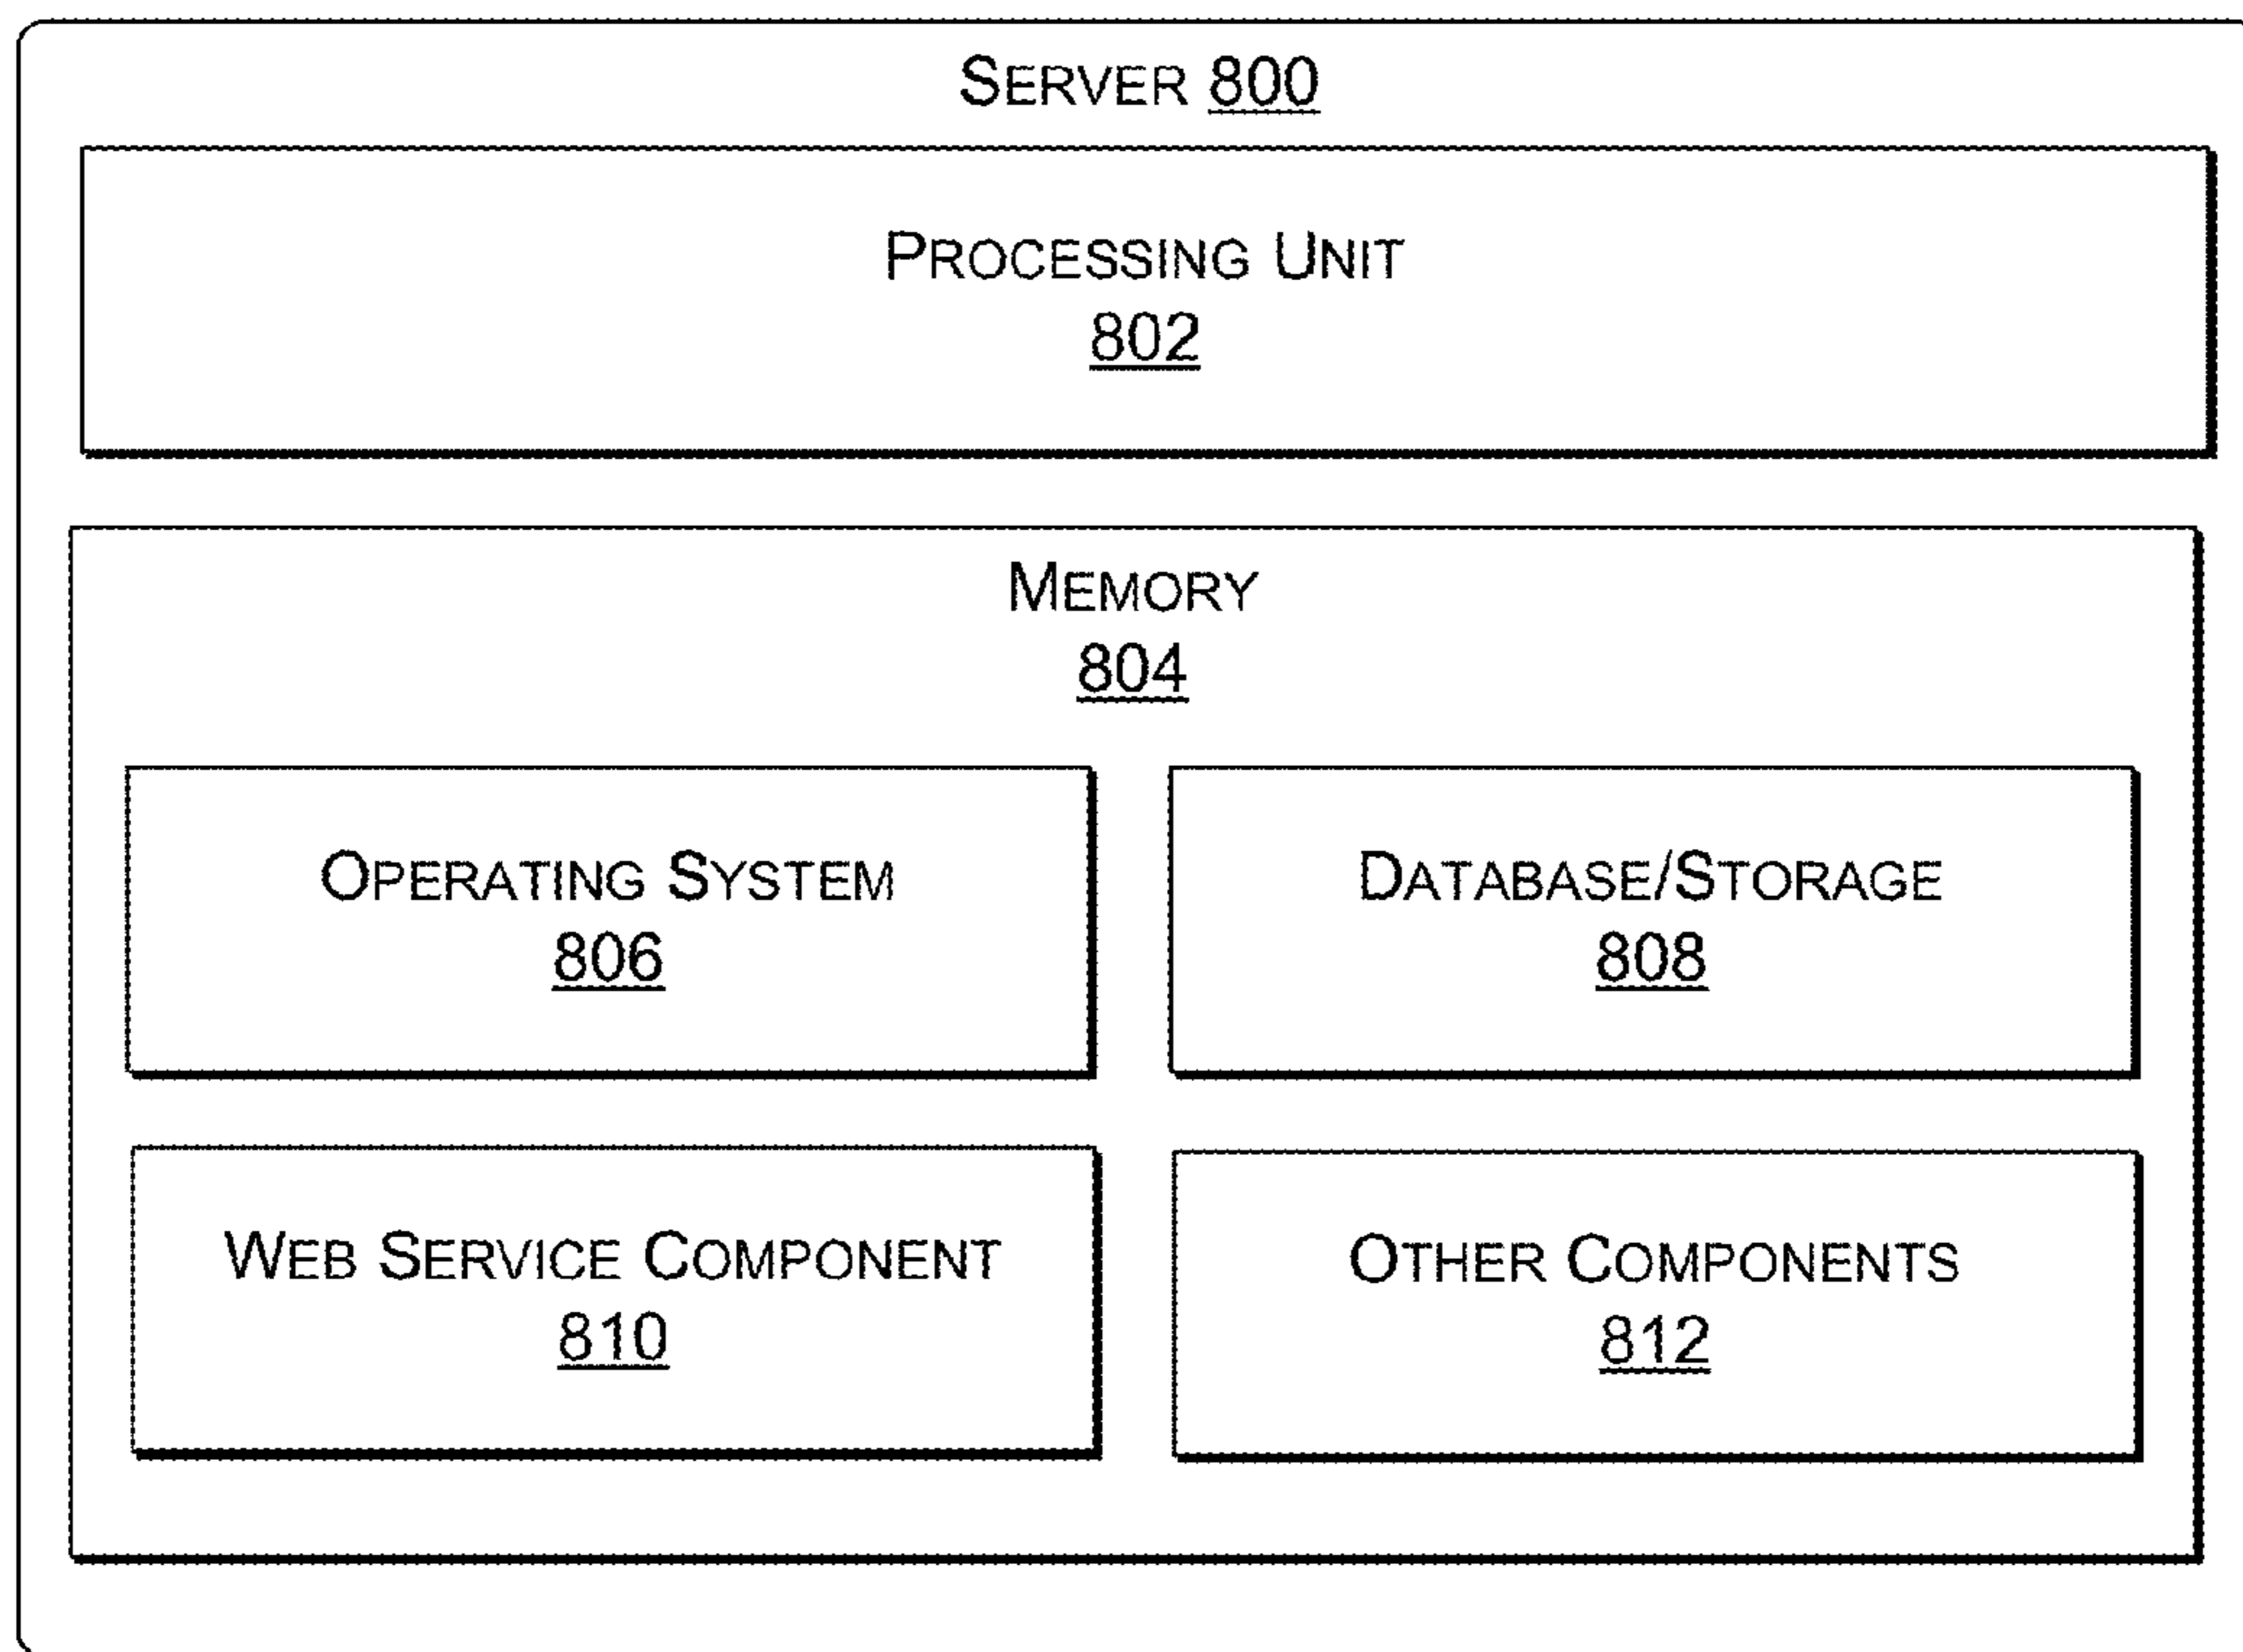 SERVER 800
PROCESSING UNIT
802
MEMORY
804
OPERATING SYSTEM
806
DATABASE/STORAGE
808
WEB SERVICE COMPONENT
810
OTHER COMPONENTS
812